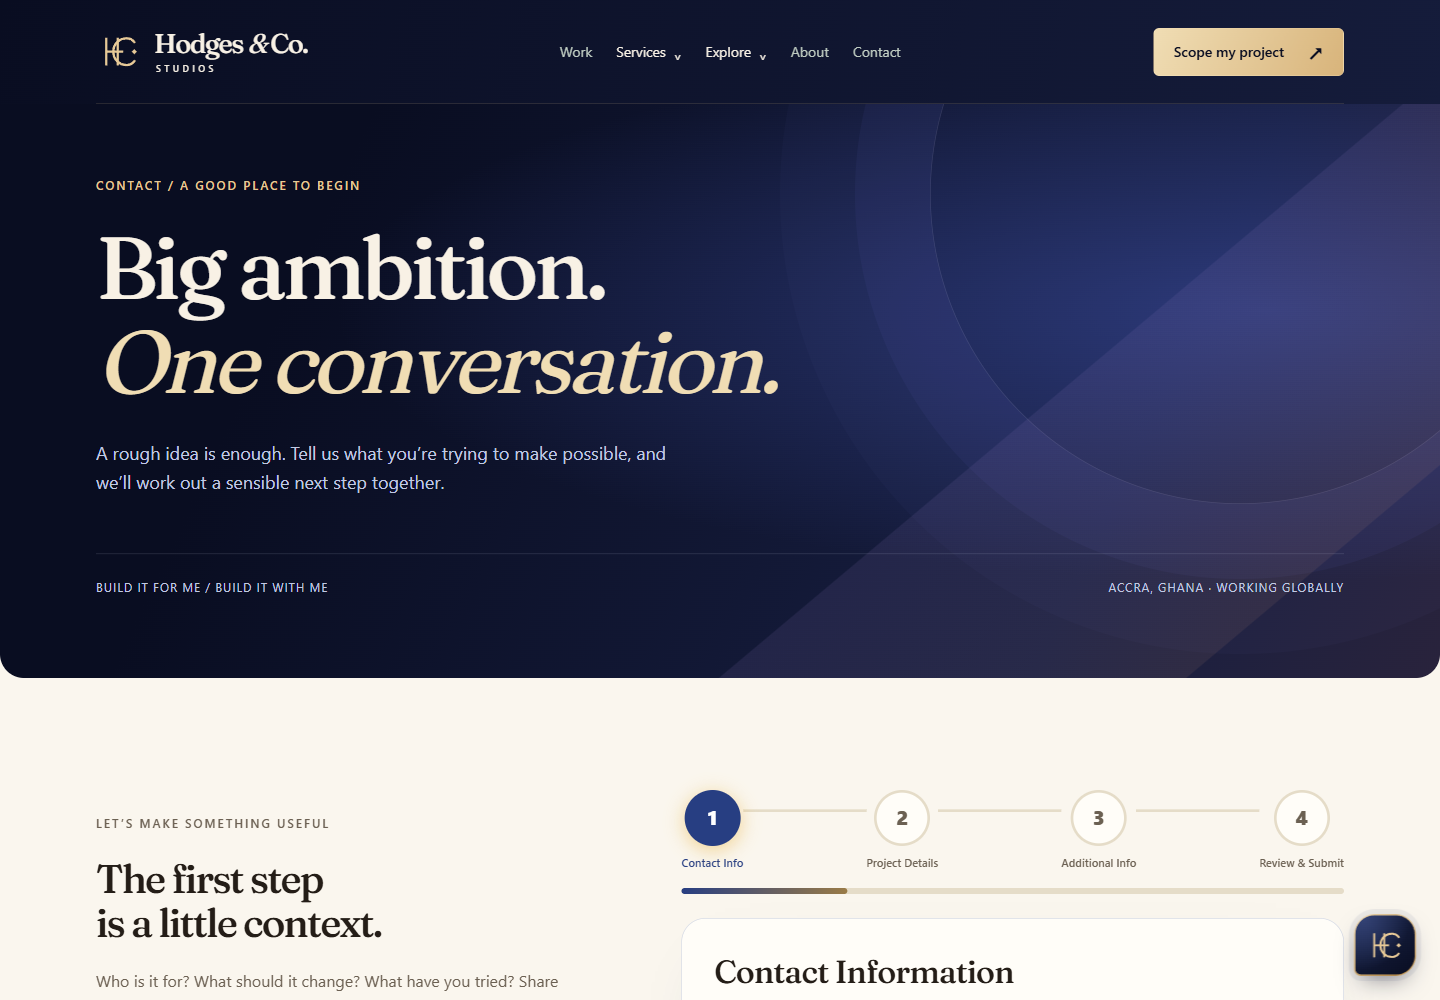 HC Hodges & Co.
STUDIOS
Work Services Explore About Contact
Scope my project ↗
CONTACT / A GOOD PLACE TO BEGIN
Big ambition.
One conversation.
A rough idea is enough. Tell us what you’re trying to make possible, and
we’ll work out a sensible next step together.
BUILD IT FOR ME / BUILD IT WITH ME
ACCRA, GHANA · WORKING GLOBALLY
LET’S MAKE SOMETHING USEFUL
The first step
is a little context.
Who is it for? What should it change? What have you tried? Share
1 2 3 4
Contact Info Project Details Additional Info Review & Submit
Contact Information
HC